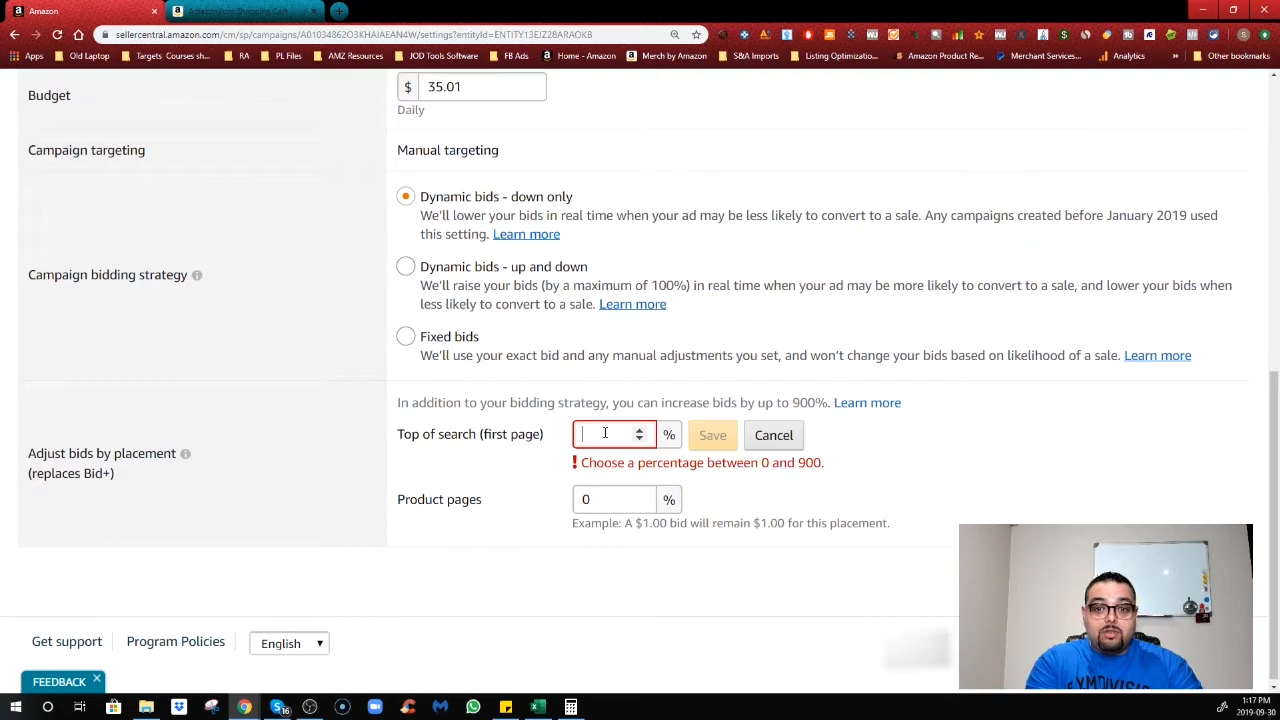 Amazon
Amazon.com Shopping Cart
sellercentral.amazon.com/cm/sp/campaigns/A01034862O3KHAIAEAN4W/settings?entityId=ENTITY13EJZ28ARAOKB
Apps Old Laptop Targets Courses sh... RA PL Files AMZ Resources JOD Tools Software FB Ads Home - Amazon Merch by Amazon S&A Imports Listing Optimizatio... Amazon Product Re... Merchant Services... Analytics » Other bookmarks
Budget
$ 35.01
Daily
Campaign targeting
Manual targeting
Campaign bidding strategy
Dynamic bids - down only
We'll lower your bids in real time when your ad may be less likely to convert to a sale. Any campaigns created before January 2019 used
this setting. Learn more
Dynamic bids - up and down
We'll raise your bids (by a maximum of 100%) in real time when your ad may be more likely to convert to a sale, and lower your bids when
less likely to convert to a sale. Learn more
Fixed bids
We'll use your exact bid and any manual adjustments you set, and won't change your bids based on likelihood of a sale. Learn more
Adjust bids by placement
(replaces Bid+)
In addition to your bidding strategy, you can increase bids by up to 900%. Learn more
Top of search (first page) % Save Cancel
! Choose a percentage between 0 and 900.
Product pages 0 %
Example: A $1.00 bid will remain $1.00 for this placement.
Get support Program Policies English
FEEDBACK X
1:17 PM
2019-09-30